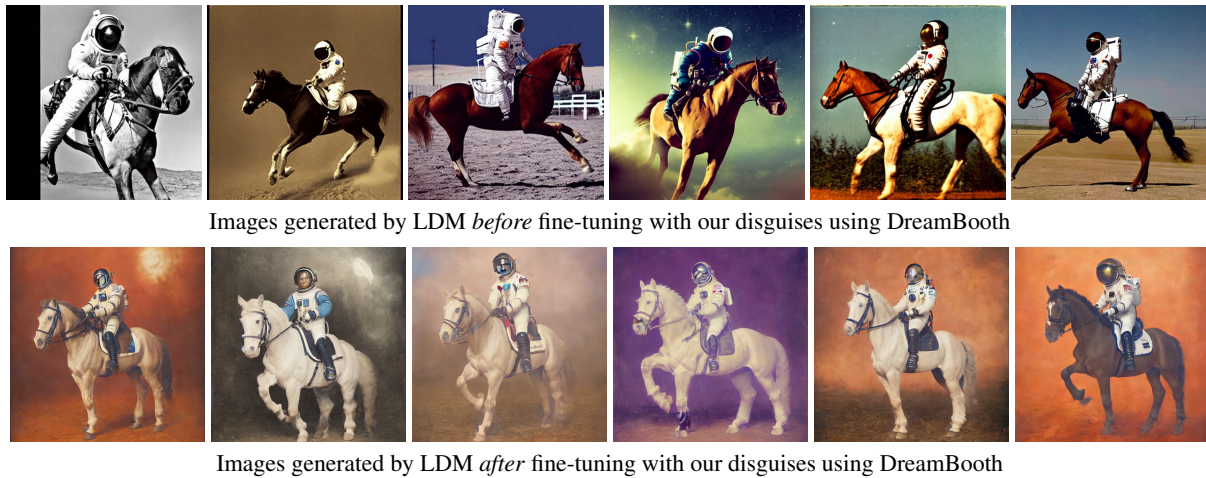 Images generated by LDM before fine-tuning with our disguises using DreamBooth
Images generated by LDM after fine-tuning with our disguises using DreamBooth